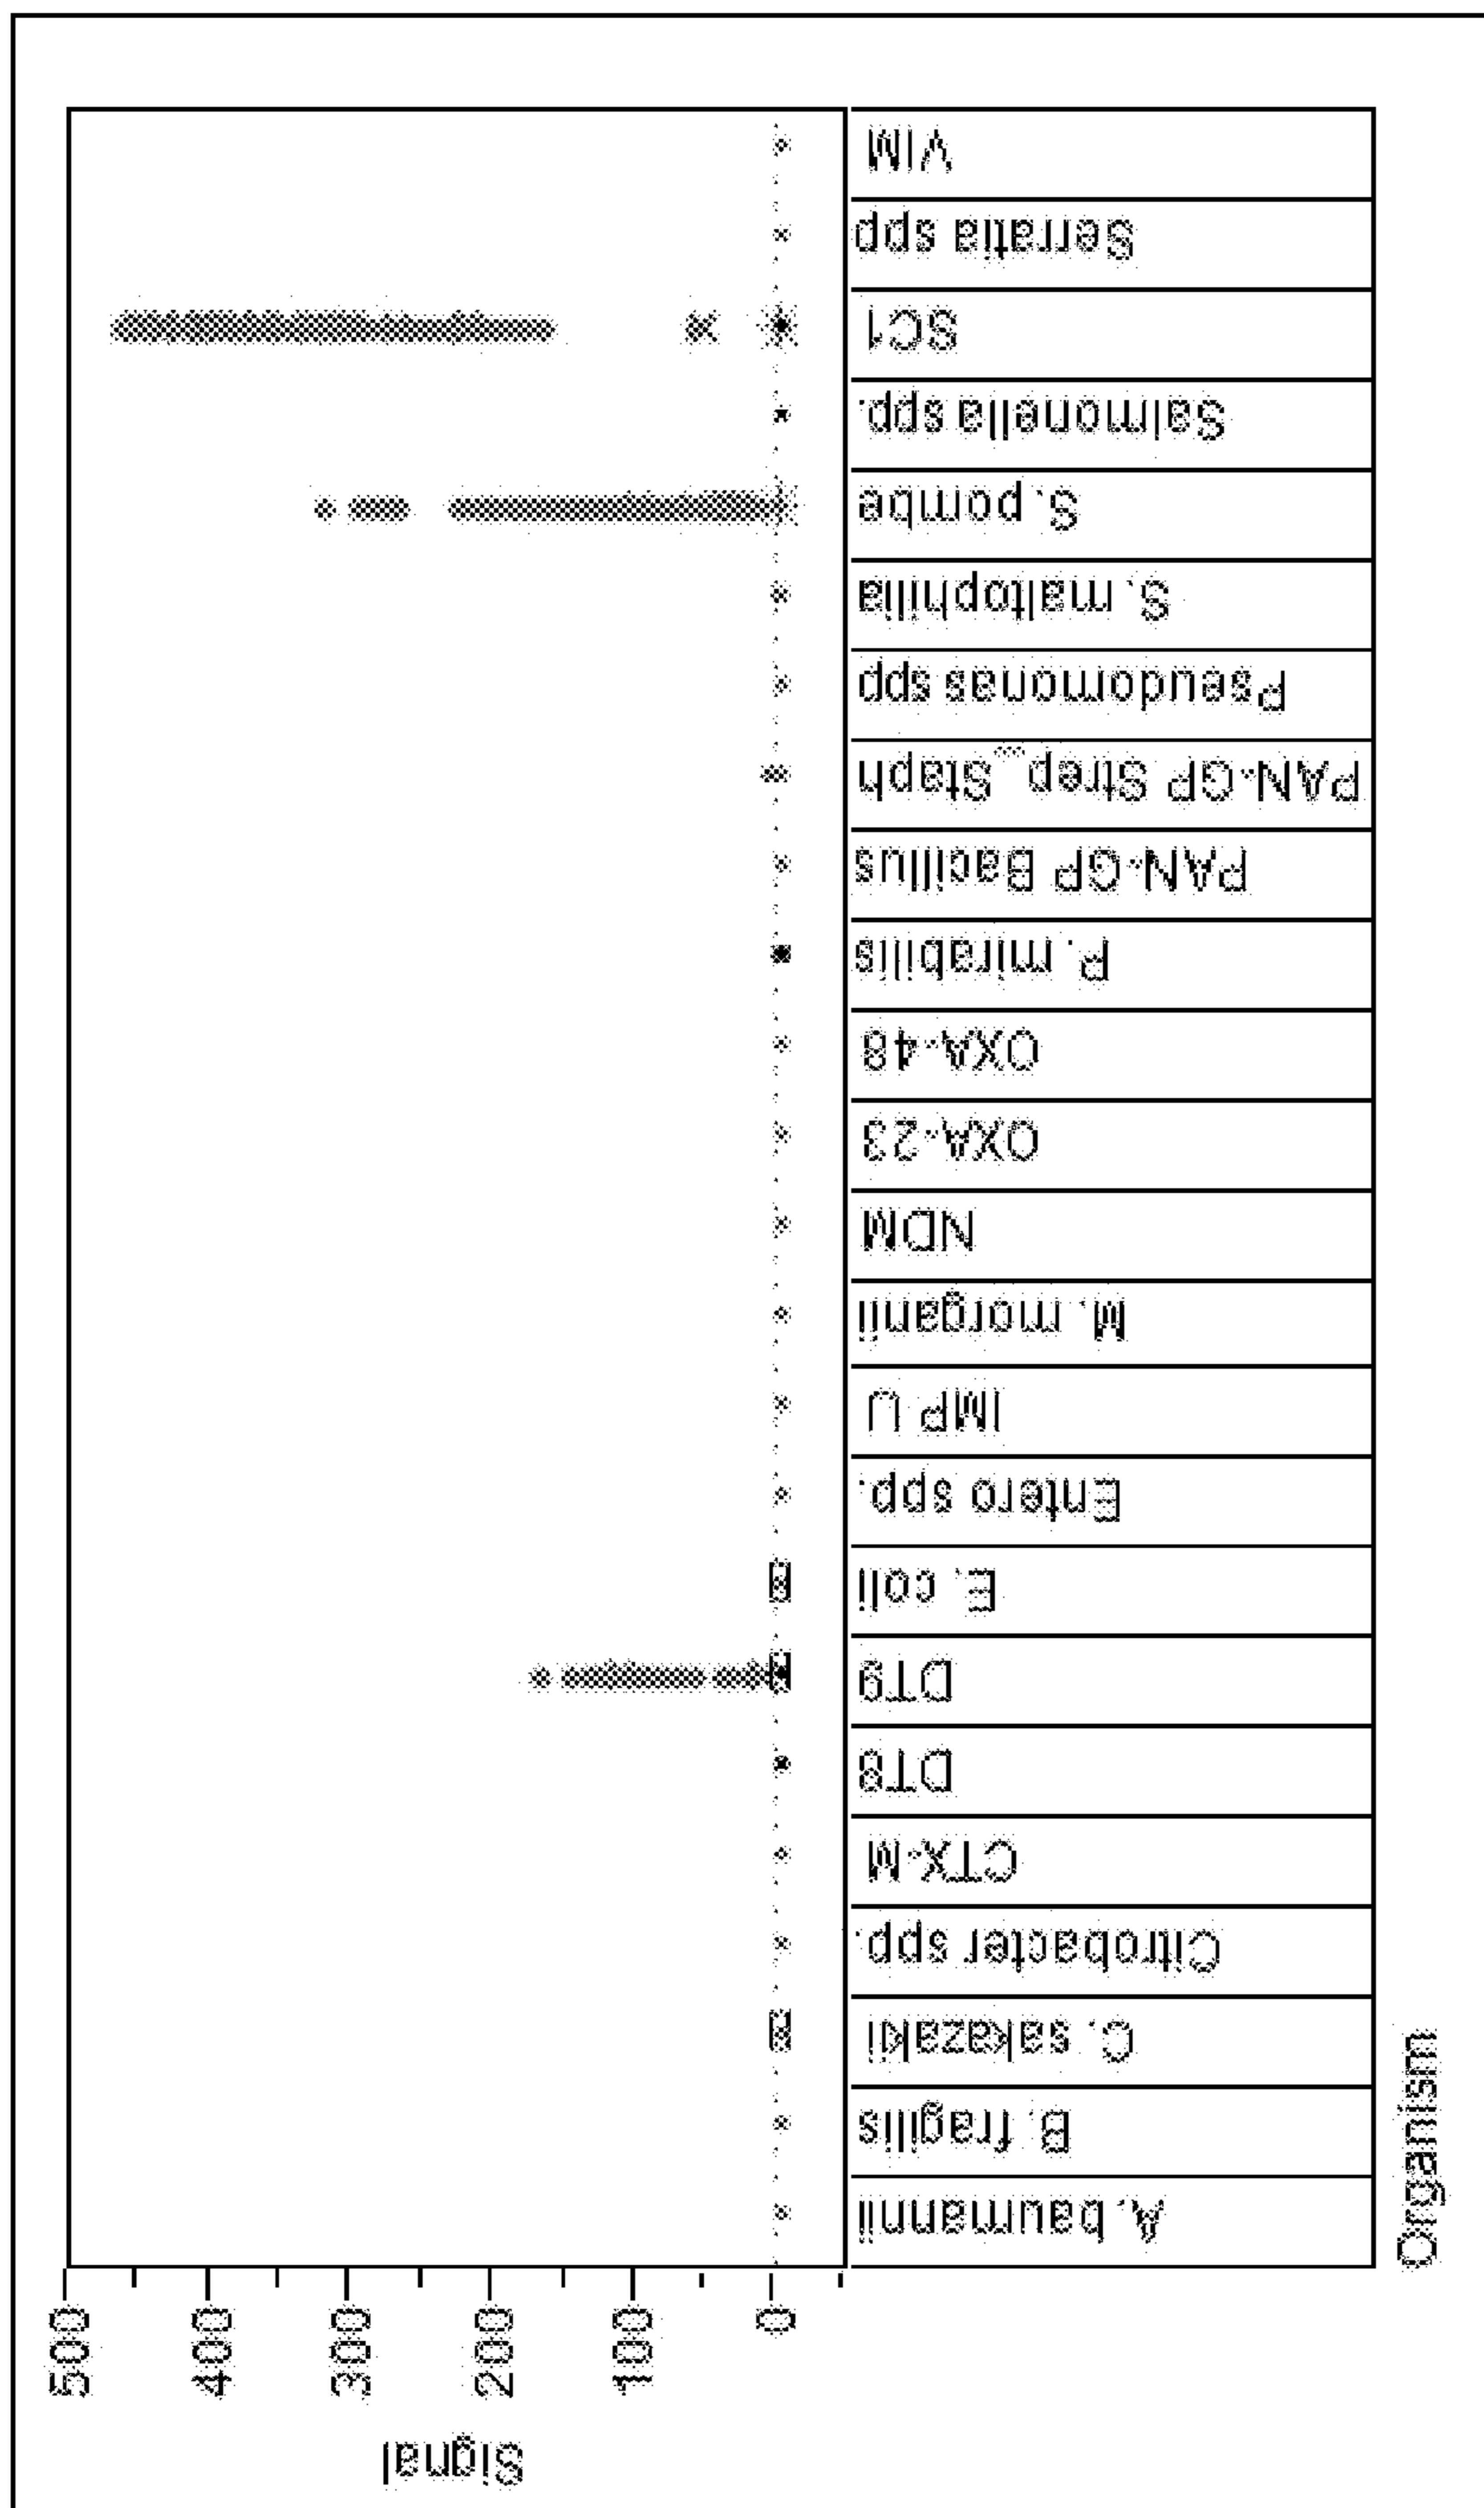 Signal
500
400
300
200
100
0
A. baumannii
B. fragilis
C. sakazaki
Citrobacter spp.
CTX-M
DT8
DT9
E. coli
Entero spp.
IMP U
M. morganii
NDM
OXA-23
OXA-48
P. mirabilis
PAN-GP Bacillus
PAN-GP Strep_Staph
Pseudomonas spp
S. maltophilia
S. pombe
Salmonella spp.
SC1
Serratia spp
VIM
Organism